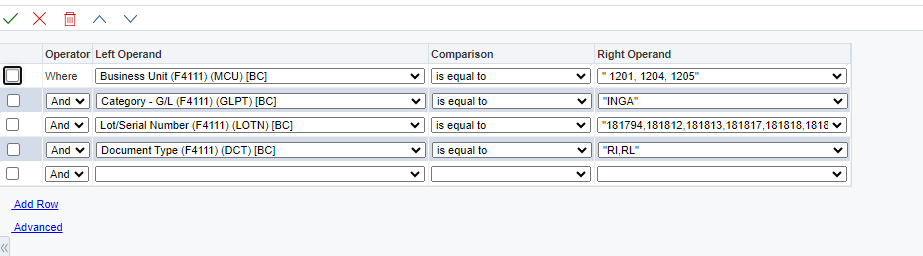 Operator Left Operand Comparison Right Operand
Where Business Unit (F4111) (MCU) [BC] is equal to " 1201, 1204, 1205"
And Category - G/L (F4111) (GLPT) [BC] is equal to "INGA"
And Lot/Serial Number (F4111) (LOTN) [BC] is equal to "181794,181812,181813,181817,181818,1818
And Document Type (F4111) (DCT) [BC] is equal to "RI,RL"
And
Add Row
Advanced